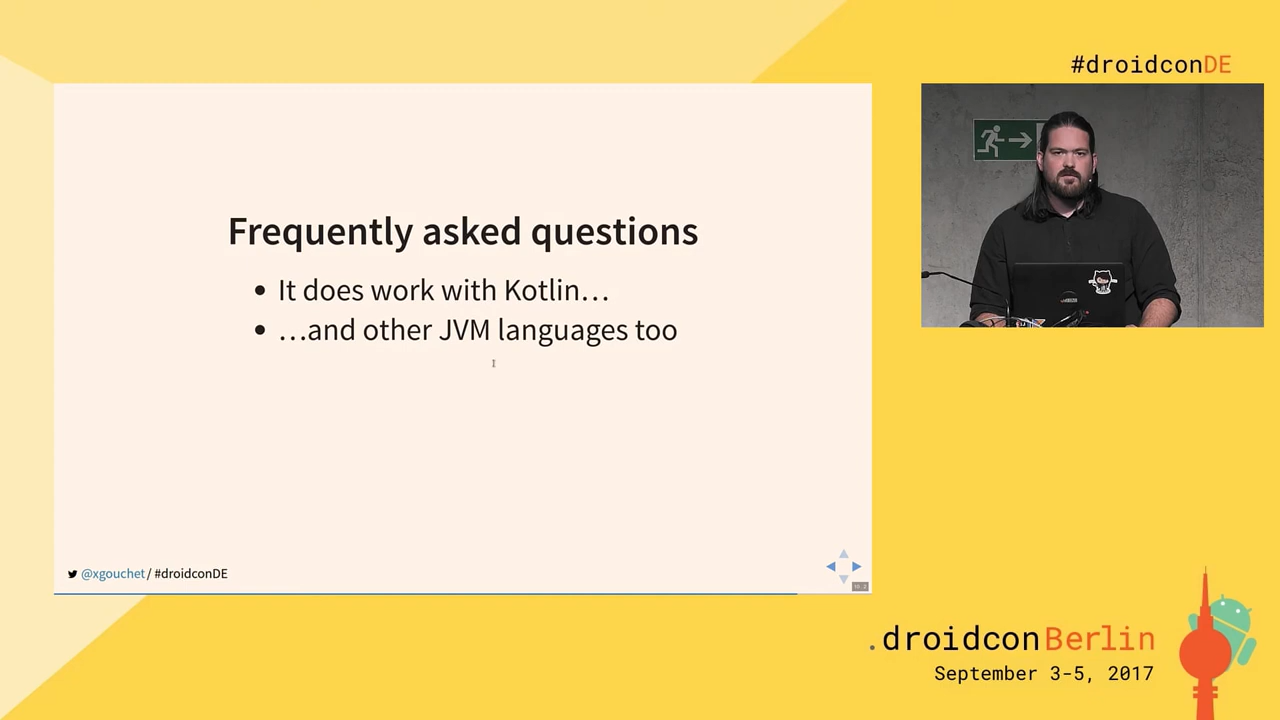 #droidconDE
Frequently asked questions
• It does work with Kotlin…
• …and other JVM languages too
@xgouchet / #droidconDE
.droidconBerlin
September 3-5, 2017